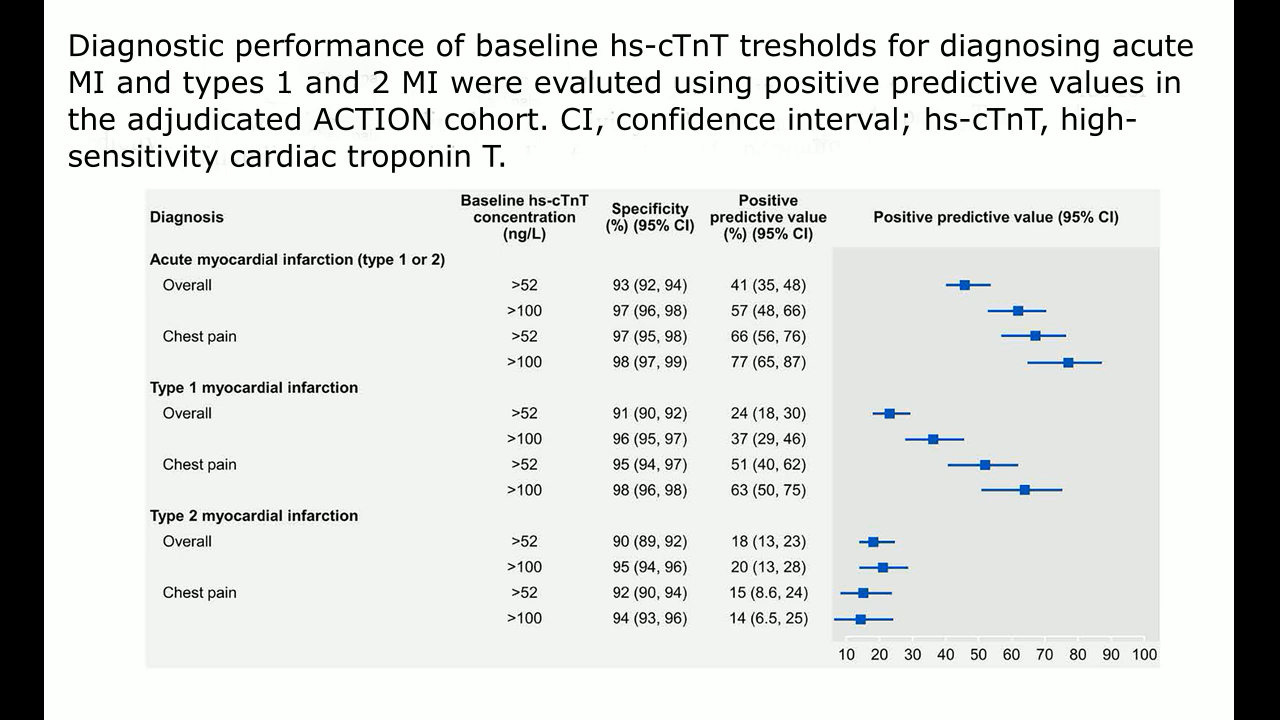 Diagnostic performance of baseline hs-cTnT tresholds for diagnosing acute
MI and types 1 and 2 MI were evaluted using positive predictive values in
the adjudicated ACTION cohort. CI, confidence interval; hs-cTnT, high-
sensitivity cardiac troponin T.
Diagnosis Baseline hs-cTnT concentration (ng/L) Specificity (%) (95% CI) Positive predictive value (%) (95% CI) Positive predictive value (95% CI)
Acute myocardial infarction (type 1 or 2)
Overall >52 93 (92, 94) 41 (35, 48)
>100 97 (96, 98) 57 (48, 66)
Chest pain >52 97 (95, 98) 66 (56, 76)
>100 98 (97, 99) 77 (65, 87)
Type 1 myocardial infarction
Overall >52 91 (90, 92) 24 (18, 30)
>100 96 (95, 97) 37 (29, 46)
Chest pain >52 95 (94, 97) 51 (40, 62)
>100 98 (96, 98) 63 (50, 75)
Type 2 myocardial infarction
Overall >52 90 (89, 92) 18 (13, 23)
>100 95 (94, 96) 20 (13, 28)
Chest pain >52 92 (90, 94) 15 (8.6, 24)
>100 94 (93, 96) 14 (6.5, 25)
10 20 30 40 50 60 70 80 90 100